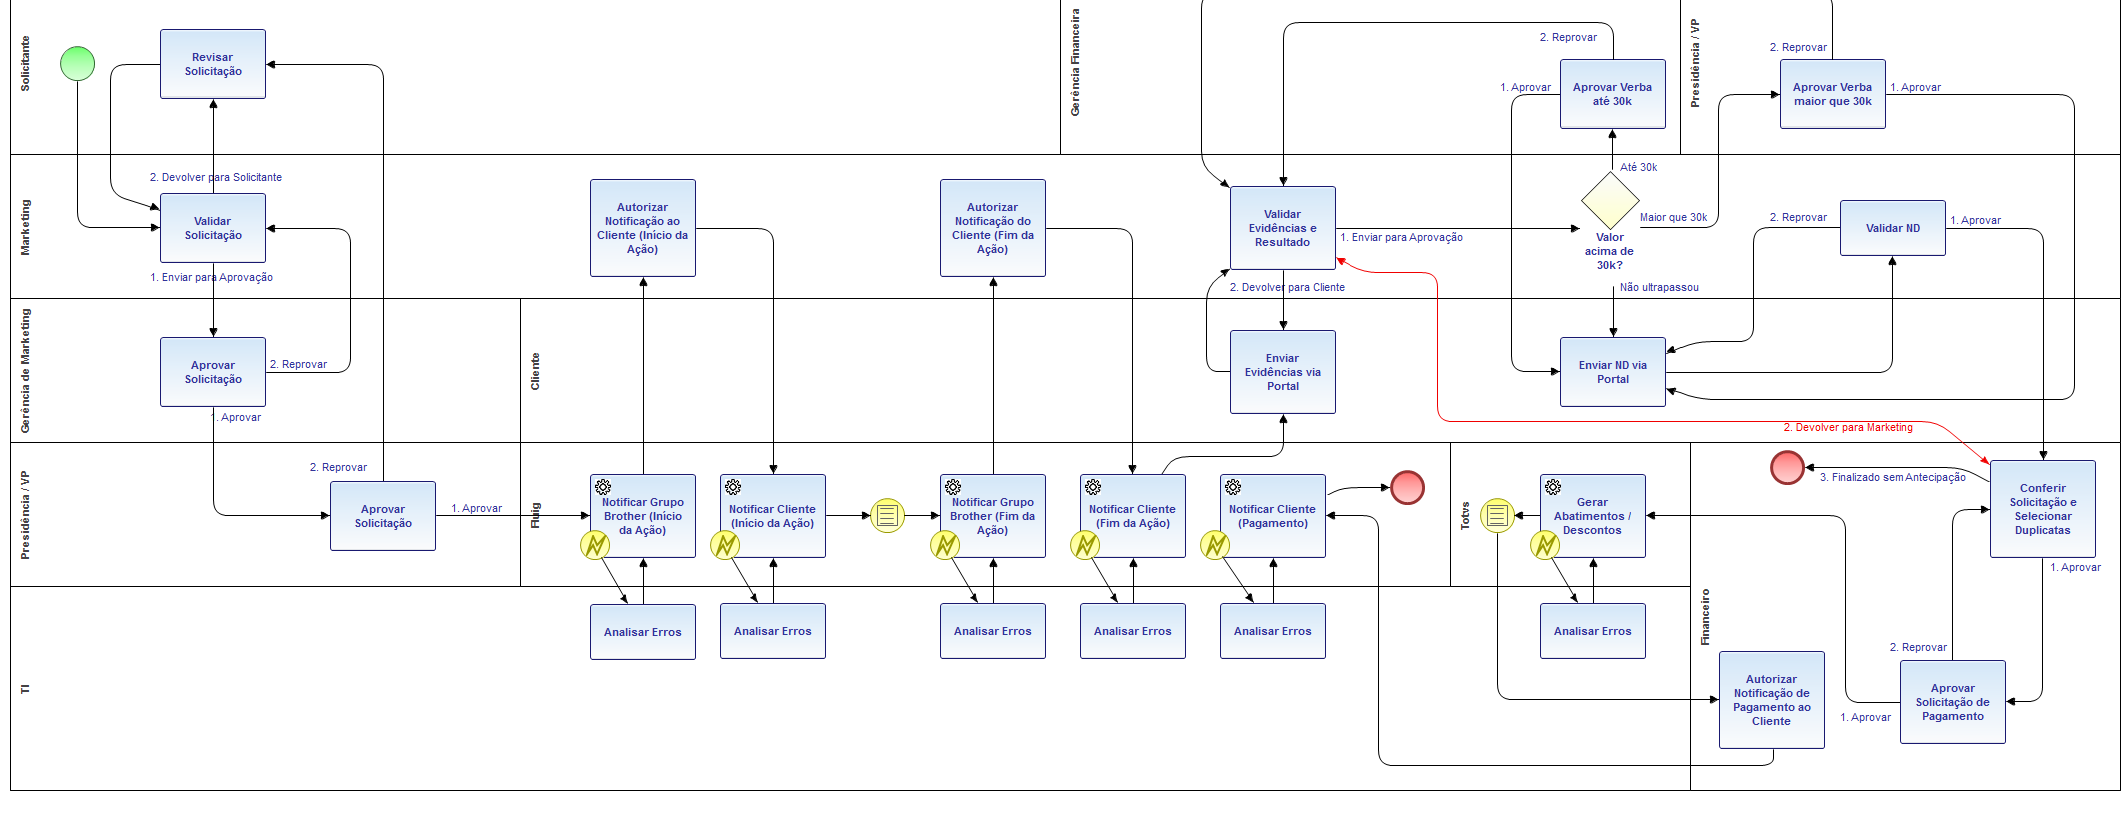 Solicitante
Revisar
Solicitação
2. Devolver para Solicitante
Gerência Financeira
2. Reprovar
1. Aprovar
Aprovar Verba
até 30k
Presidência / VP
2. Reprovar
Aprovar Verba
maior que 30k
1. Aprovar
Marketing
Validar
Solicitação
1. Enviar para Aprovação
Autorizar
Notificação ao
Cliente (Início da
Ação)
Autorizar
Notificação do
Cliente (Fim da
Ação)
Validar
Evidências e
Resultado
1. Enviar para Aprovação
2. Devolver para Cliente
Até 30k
Maior que 30k
Valor
acima de
30k?
Não ultrapassou
2. Reprovar
Validar ND
1. Aprovar
Gerência de Marketing
Aprovar
Solicitação
2. Reprovar
1. Aprovar
Cliente
Enviar
Evidências via
Portal
Enviar ND via
Portal
2. Devolver para Marketing
Presidência / VP
2. Reprovar
Aprovar
Solicitação
1. Aprovar
Fluig
Notificar Grupo
Brother (Início
da Ação)
Notificar Cliente
(Início da Ação)
Notificar Grupo
Brother (Fim da
Ação)
Notificar Cliente
(Fim da Ação)
Notificar Cliente
(Pagamento)
Totvs
Gerar
Abatimentos /
Descontos
3. Finalizado sem Antecipação
Conferir
Solicitação e
Selecionar
Duplicatas
1. Aprovar
TI
Analisar Erros
Analisar Erros
Analisar Erros
Analisar Erros
Analisar Erros
Analisar Erros
Financeiro
Autorizar
Notificação de
Pagamento ao
Cliente
2. Reprovar
1. Aprovar
Aprovar
Solicitação de
Pagamento